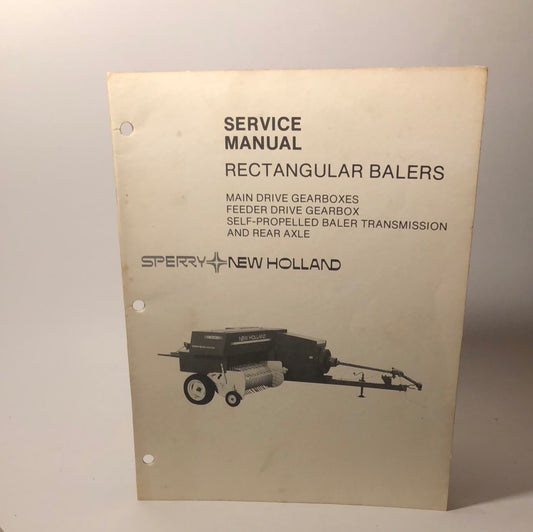 SERVICE
MANUAL
RECTANGULAR BALERS
MAIN DRIVE GEARBOXES
FEEDER DRIVE GEARBOX
SELF-PROPELLED BALER TRANSMISSION
AND REAR AXLE
SPERRY NEW HOLLAND
NEW HOLLAND